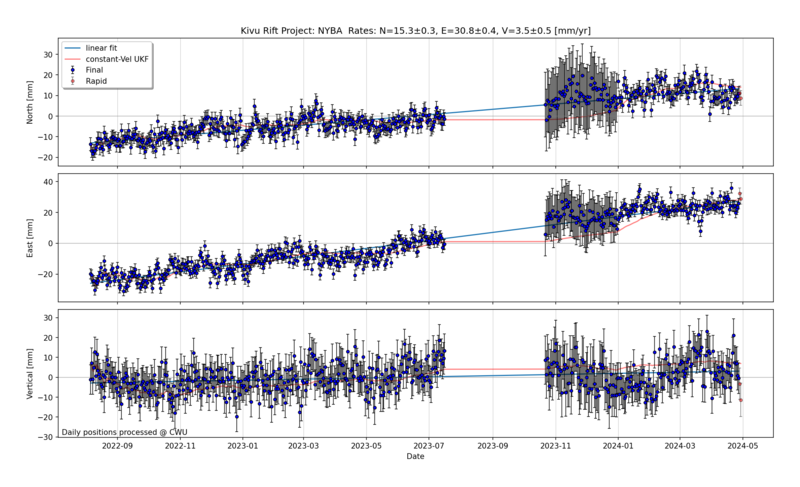 Kivu Rift Project: NYBA  Rates: N=15.3±0.3, E=30.8±0.4, V=3.5±0.5 [mm/yr]
linear fit
constant-Vel UKF
Final
Rapid
North [mm]
30
20
10
0
−10
−20
East [mm]
40
20
0
−20
Vertical [mm]
30
20
10
0
−10
−20
−30
Daily positions processed @ CWU
2022-09 2022-11 2023-01 2023-03 2023-05 2023-07 2023-09 2023-11 2024-01 2024-03 2024-05
Date